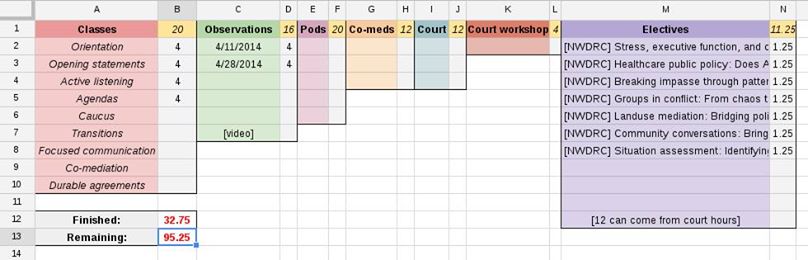 A B C D E F G H I J K L M N
1 Classes 20 Observations 16 Pods 20 Co-meds 12 Court 12 Court workshop 4 Electives 11.25
2 Orientation 4 4/11/2014 4 [NWDRC] Stress, executive function, and 1.25
3 Opening statements 4 4/28/2014 4 [NWDRC] Healthcare public policy: Does 1.25
4 Active listening 4 [NWDRC] Breaking impasse through 1.25
5 Agendas 4 [NWDRC] Groups in conflict: From chaos 1.25
6 Caucus [NWDRC] Landuse mediation: Bridging 1.25
7 Transitions [video] [NWDRC] Community conversations: 1.25
8 Focused communication [NWDRC] Situation assessment: 1.25
9 Co-mediation
10 Durable agreements
11
12 Finished: 32.75 [12 can come from court hours]
13 Remaining: 95.25
14